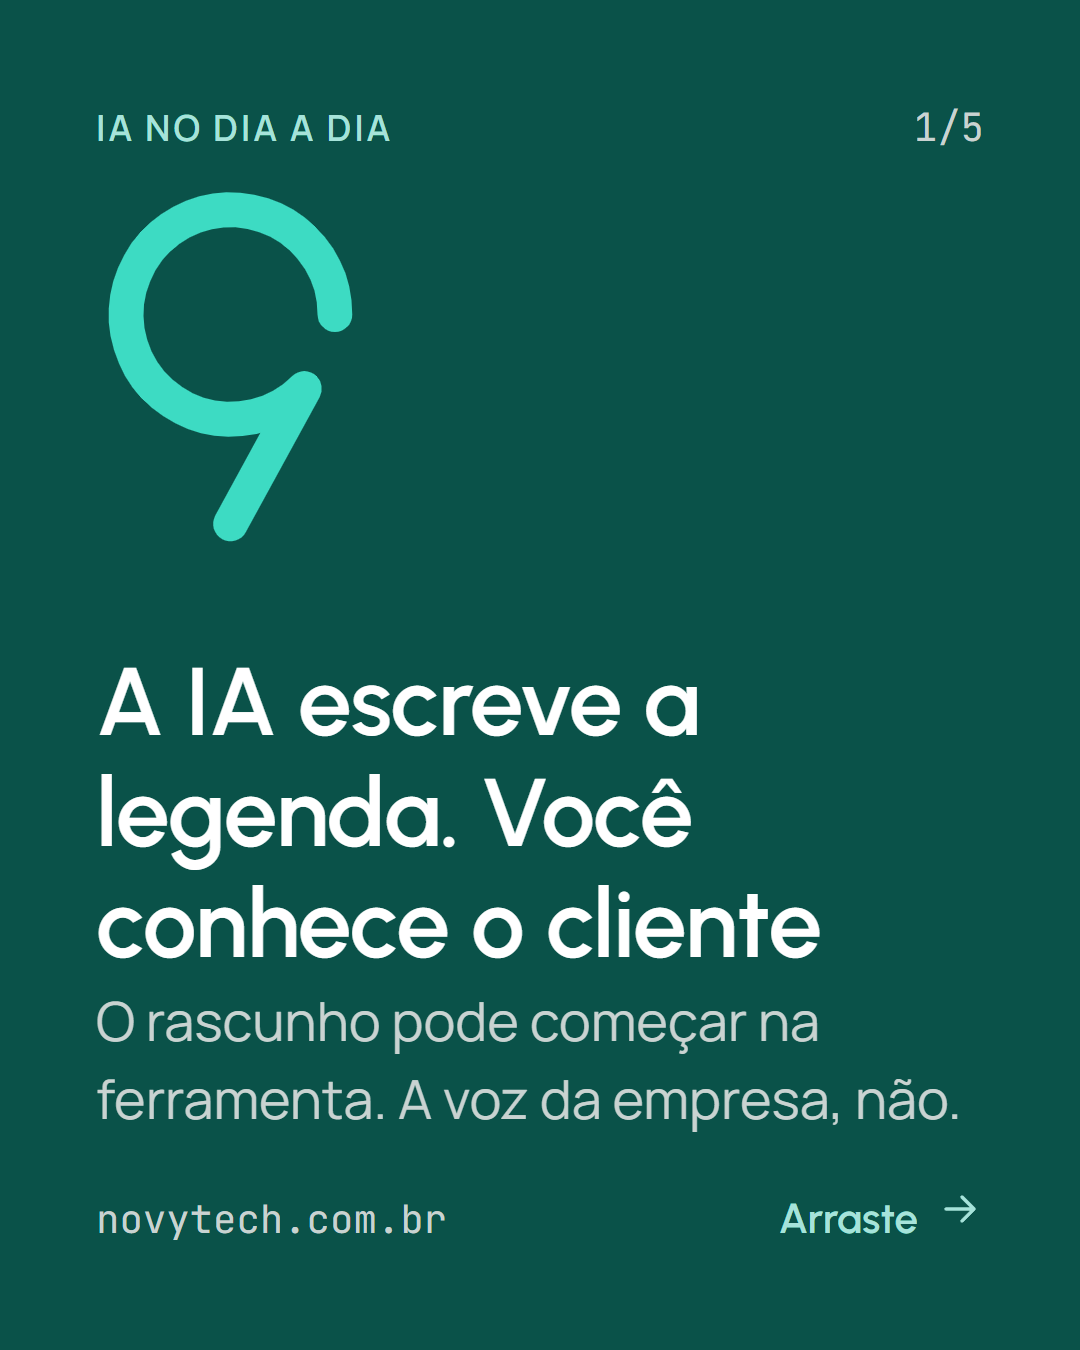 IA NO DIA A DIA
1/5
A IA escreve a
legenda. Você
conhece o cliente
O rascunho pode começar na
ferramenta. A voz da empresa, não.
novytech.com.br
Arraste →